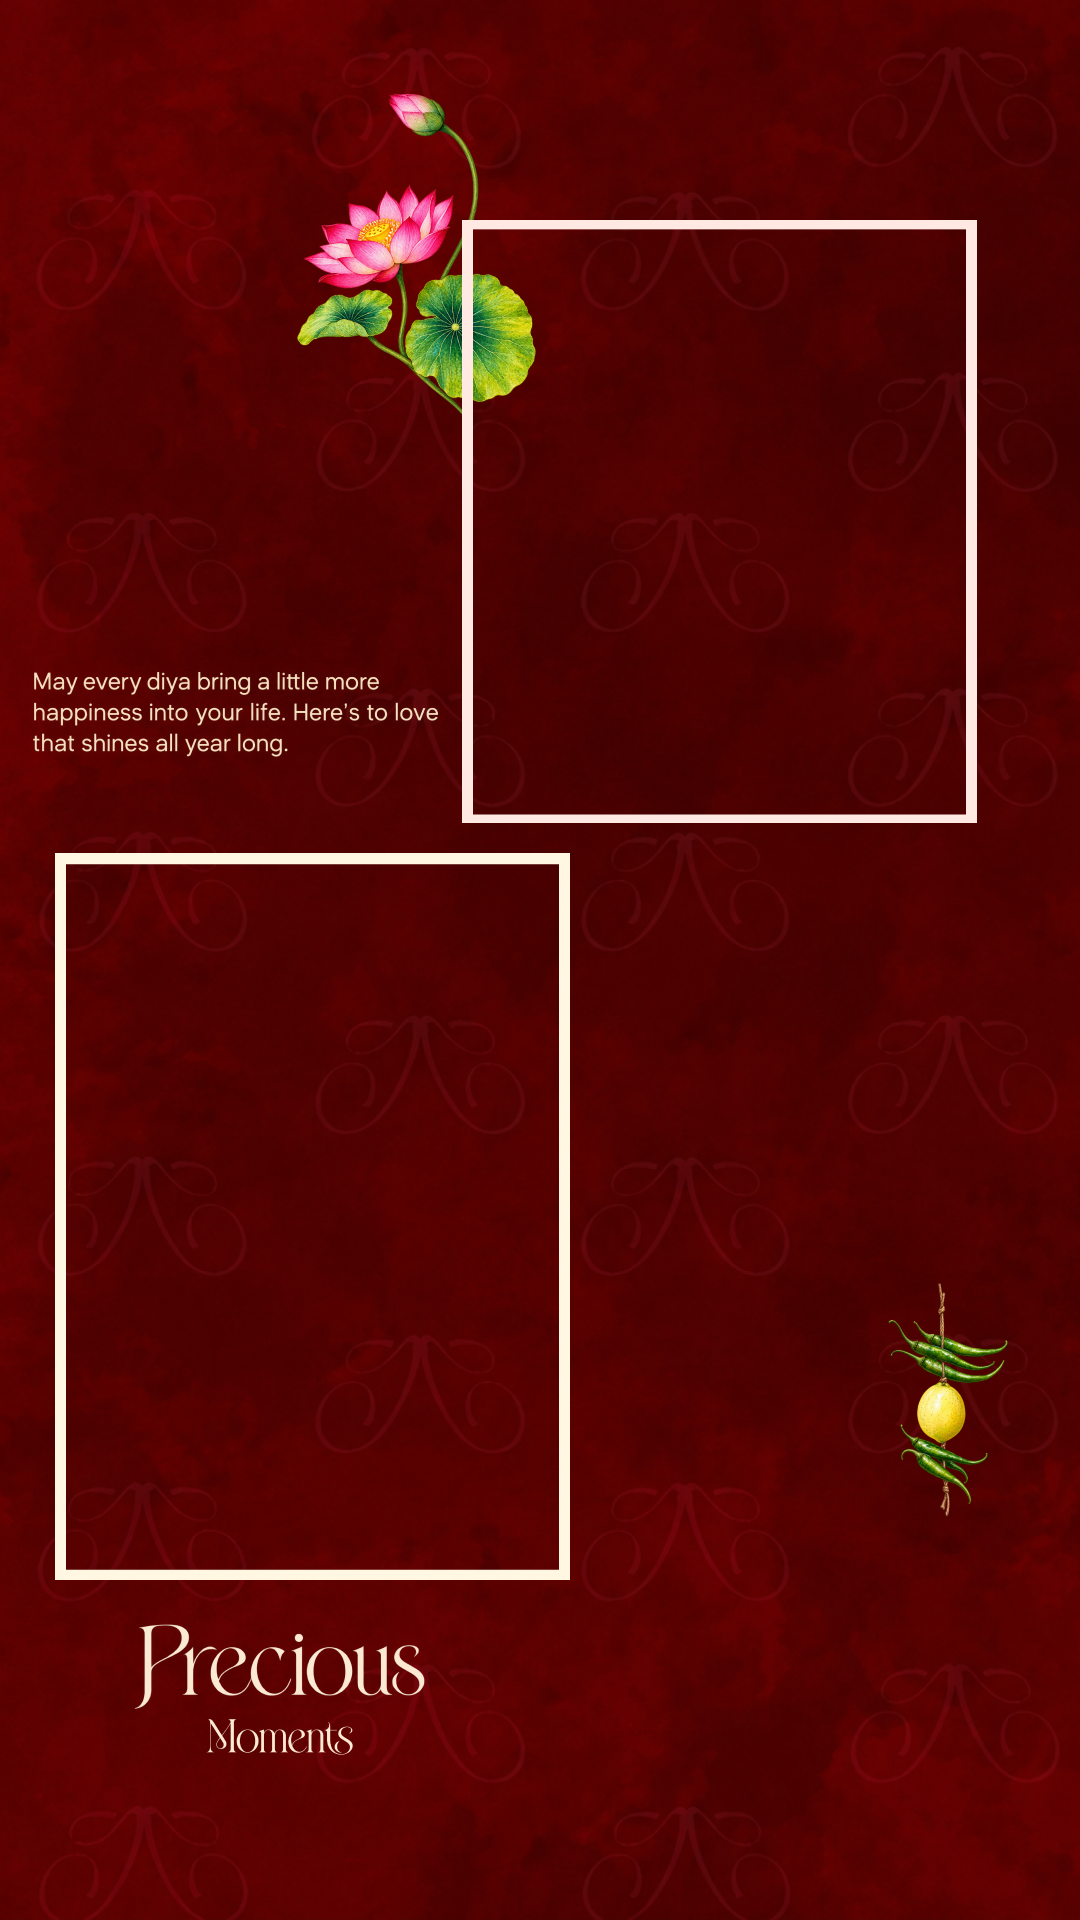 May every diya bring a little more
happiness into your life. Here's to love
that shines all year long.
Precious
Moments